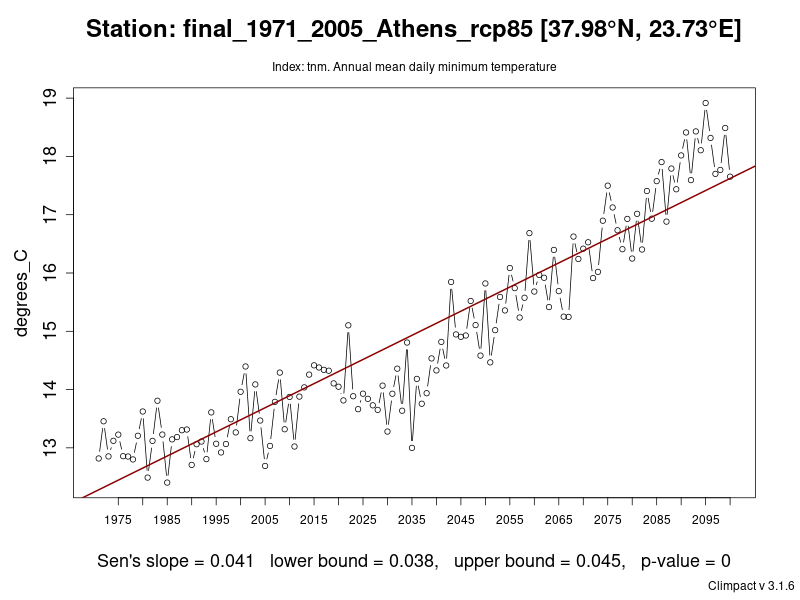 Station: final_1971_2005_Athens_rcp85 [37.98°N, 23.73°E]
Index: tnm. Annual mean daily minimum temperature
degrees_C
19
18
17
16
15
14
13
1975 1985 1995 2005 2015 2025 2035 2045 2055 2065 2075 2085 2095
Sen's slope = 0.041 lower bound = 0.038, upper bound = 0.045, p-value = 0
Climpact v 3.1.6